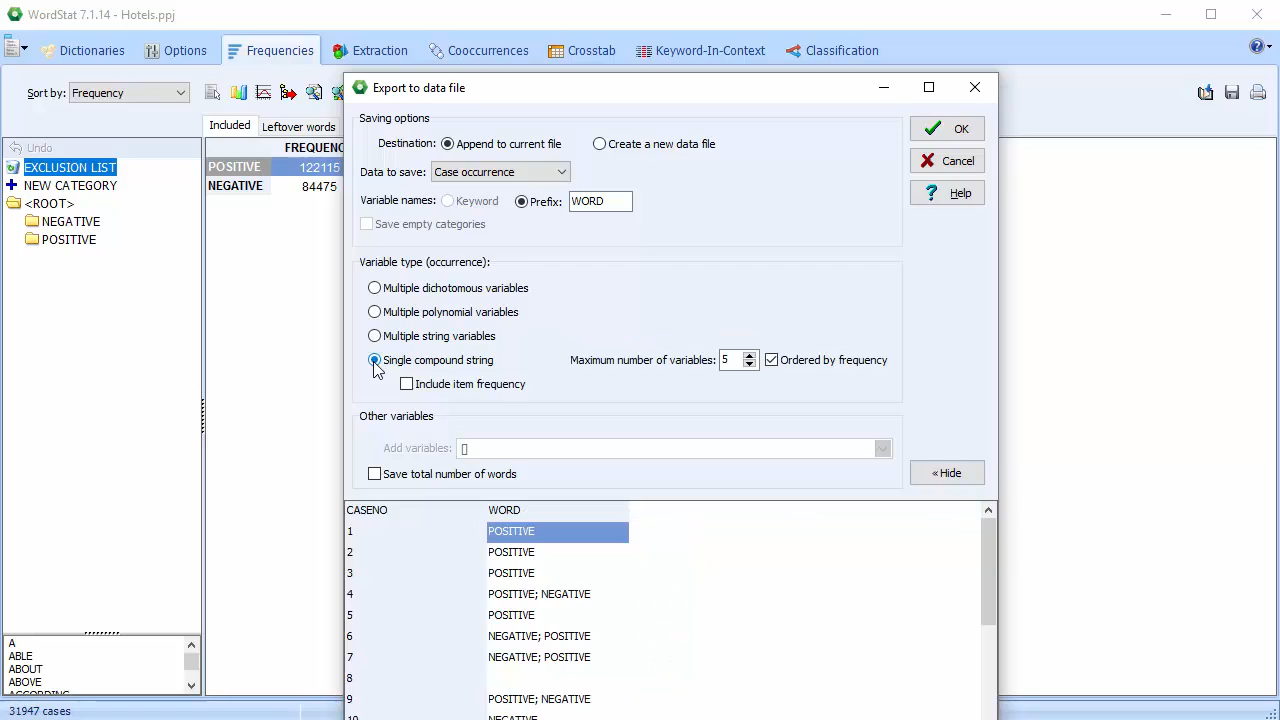 WordStat 7.1.14 - Hotels.ppj
Dictionaries Options Frequencies Extraction Cooccurrences Crosstab Keyword-In-Context Classification
Sort by: Frequency
Included Leftover words
Undo
EXCLUSION LIST
NEW CATEGORY
<ROOT>
NEGATIVE
POSITIVE
A
ABLE
ABOUT
ABOVE
ACCORDING
31947 cases
FREQUENC
POSITIVE 122115
NEGATIVE 84475
Export to data file
Saving options
Destination: Append to current file Create a new data file
Data to save: Case occurrence
Variable names: Keyword Prefix: WORD
Save empty categories
OK
Cancel
Help
Variable type (occurrence):
Multiple dichotomous variables
Multiple polynomial variables
Multiple string variables
Single compound string Maximum number of variables: 5 Ordered by frequency
Include item frequency
Other variables
Add variables: []
Save total number of words
« Hide
CASENO WORD
1 POSITIVE
2 POSITIVE
3 POSITIVE
4 POSITIVE; NEGATIVE
5 POSITIVE
6 NEGATIVE; POSITIVE
7 NEGATIVE; POSITIVE
8
9 POSITIVE; NEGATIVE
10 NEGATIVE